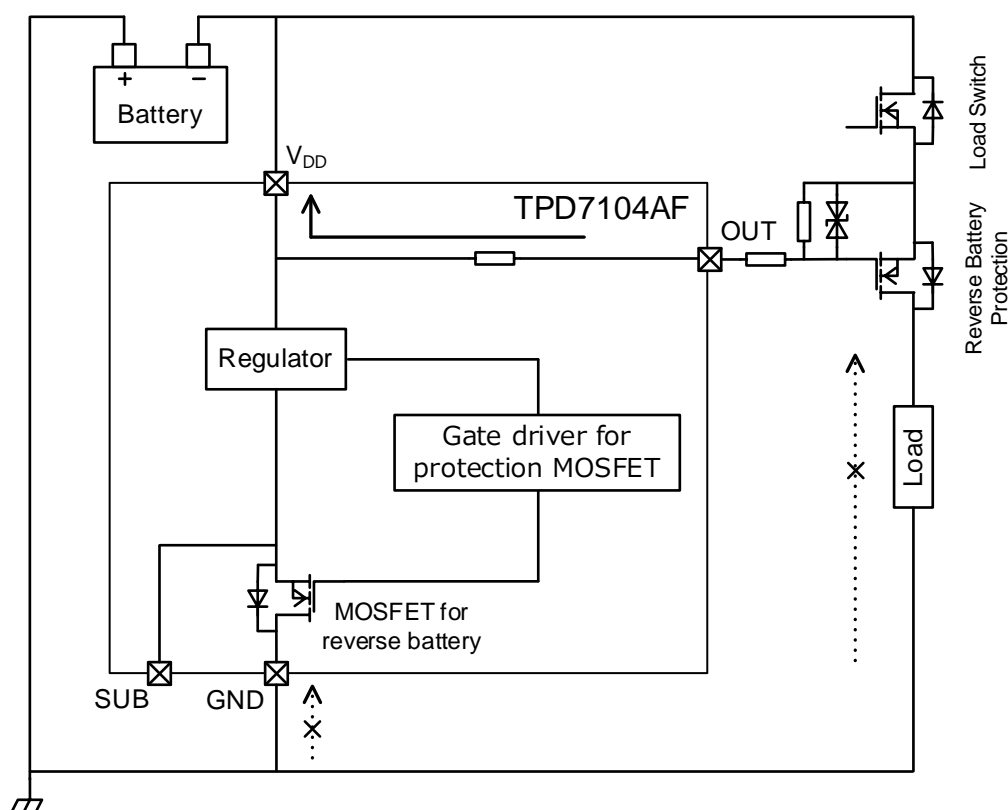 + −
Battery
Load Switch
VDD
TPD7104AF
OUT
Reverse Battery
Protection
Regulator
Gate driver for
protection MOSFET
Load
MOSFET for
reverse battery
SUB
GND